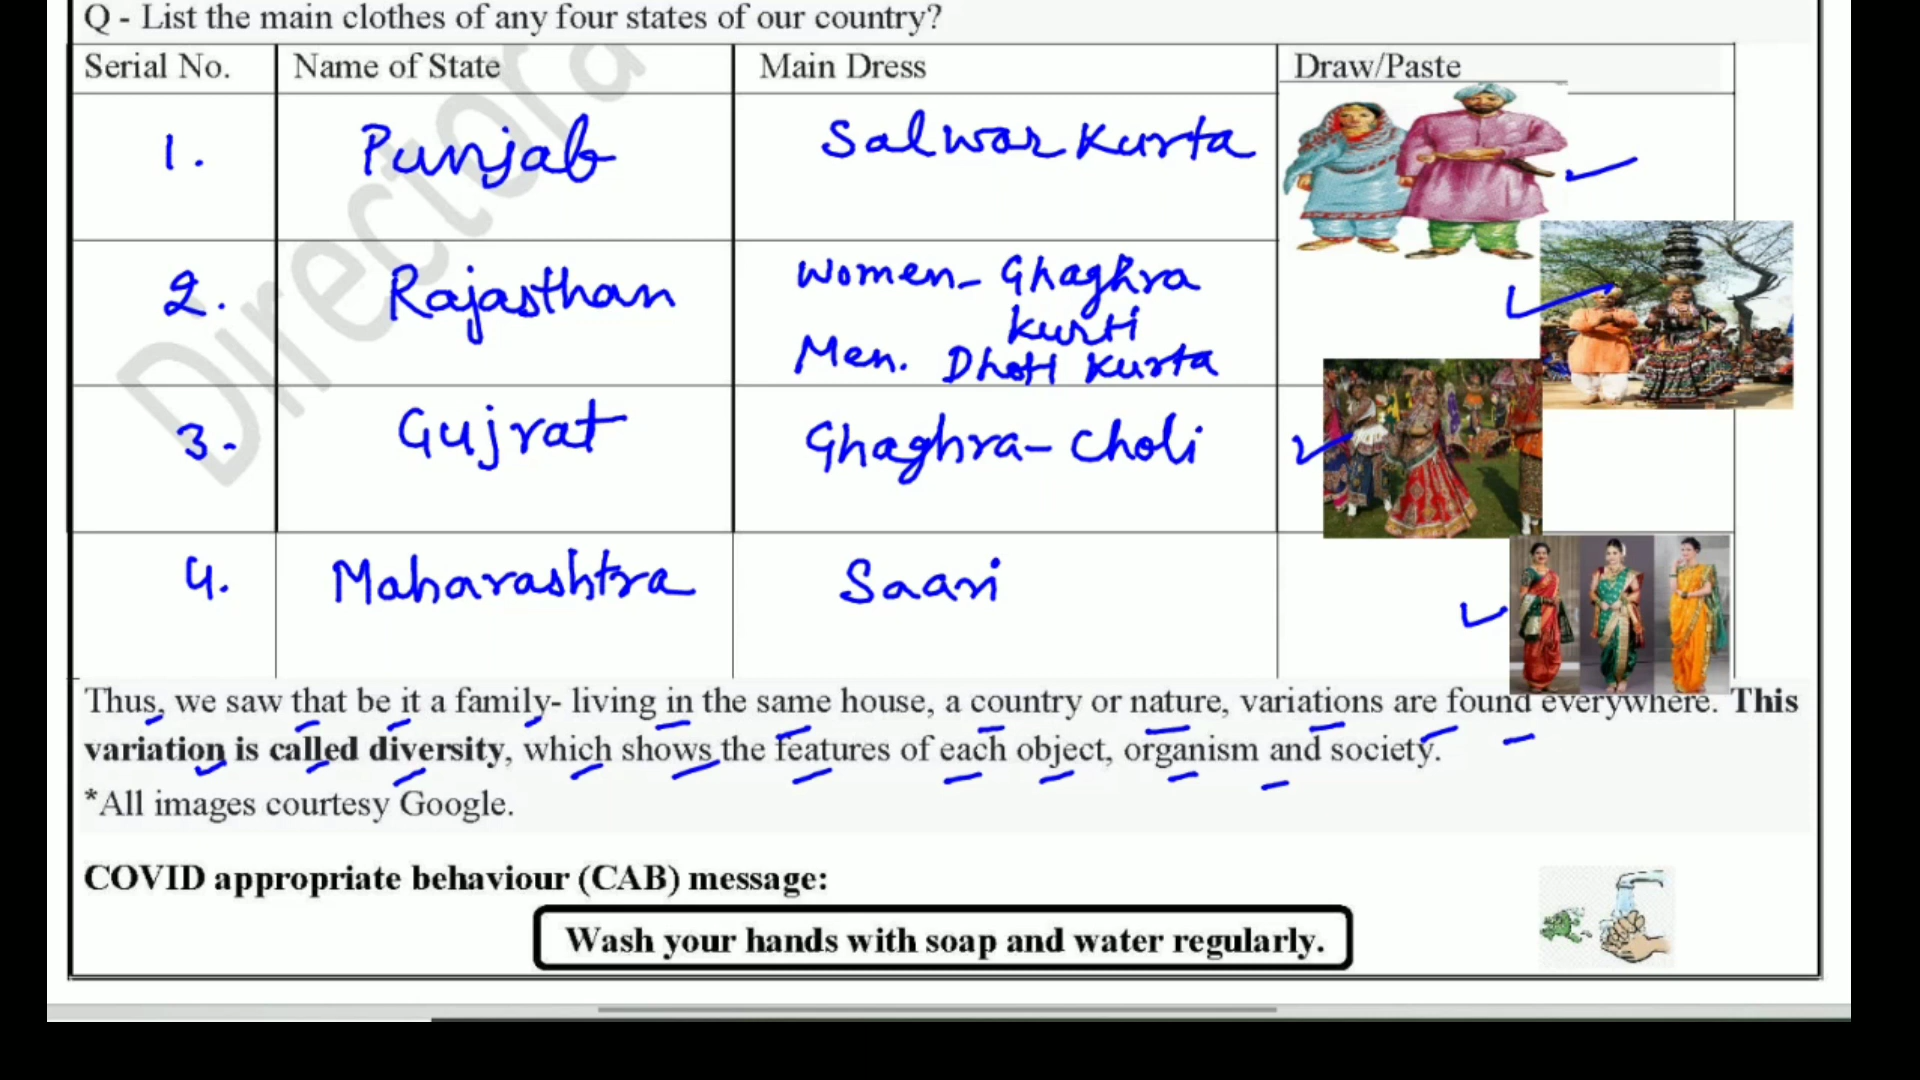 Q - List the main clothes of any four states of our country?
Serial No. Name of State Main Dress Draw/Paste
1. Punjab Salwar Kurta
2. Rajasthan Women- Ghaghra
Kurti
Men. Dhoti Kurta
3. Gujrat Ghaghra- Choli
4. Maharashtra Saari
Thus, we saw that be it a family- living in the same house, a country or nature, variations are found everywhere. This
variation is called diversity, which shows the features of each object, organism and society.
*All images courtesy Google.
COVID appropriate behaviour (CAB) message:
Wash your hands with soap and water regularly.